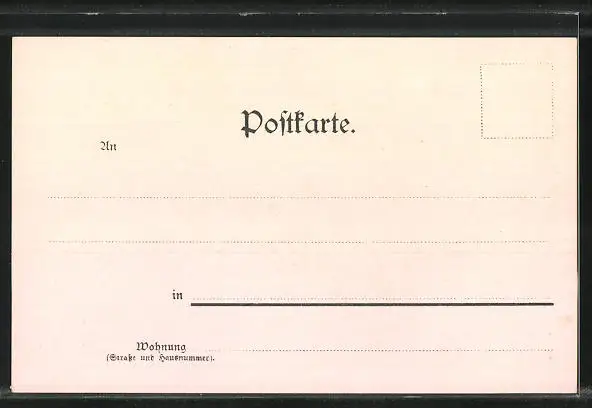 Poſtkarte.
An
in
Wohnung
(Straße und Hausnummer).